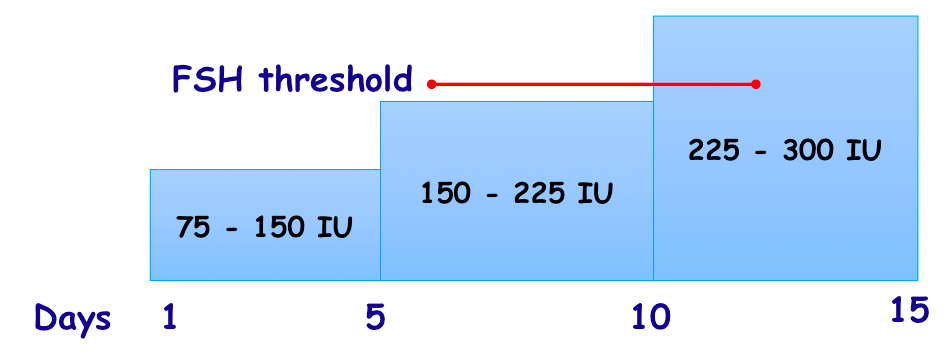 FSH threshold
225 - 300 IU
150 - 225 IU
75 - 150 IU
Days 1 5 10 15